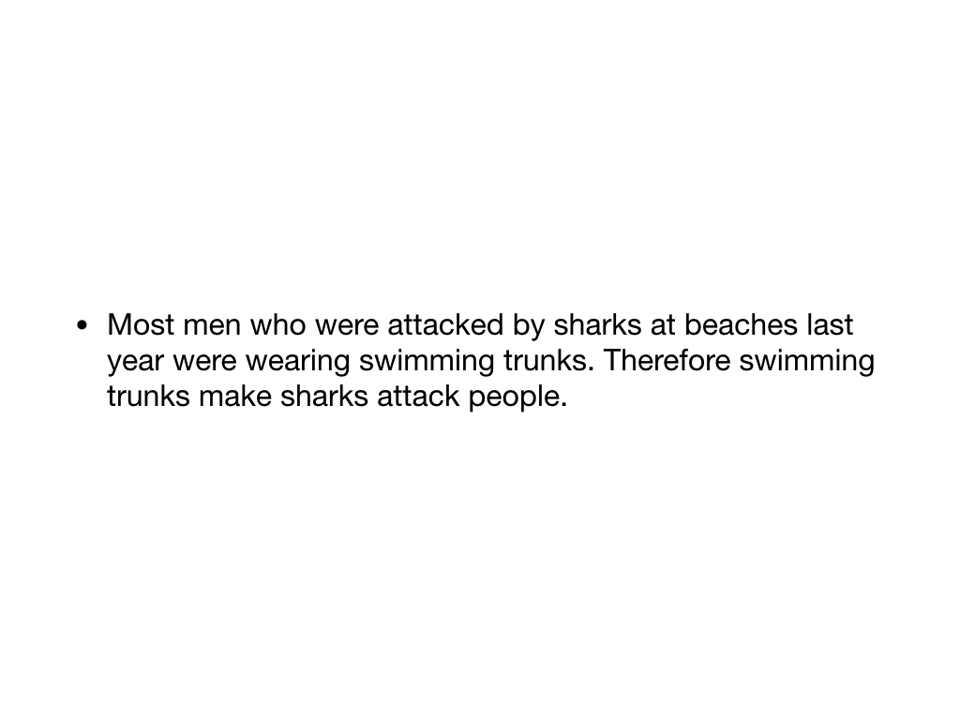 • Most men who were attacked by sharks at beaches last
year were wearing swimming trunks. Therefore swimming
trunks make sharks attack people.